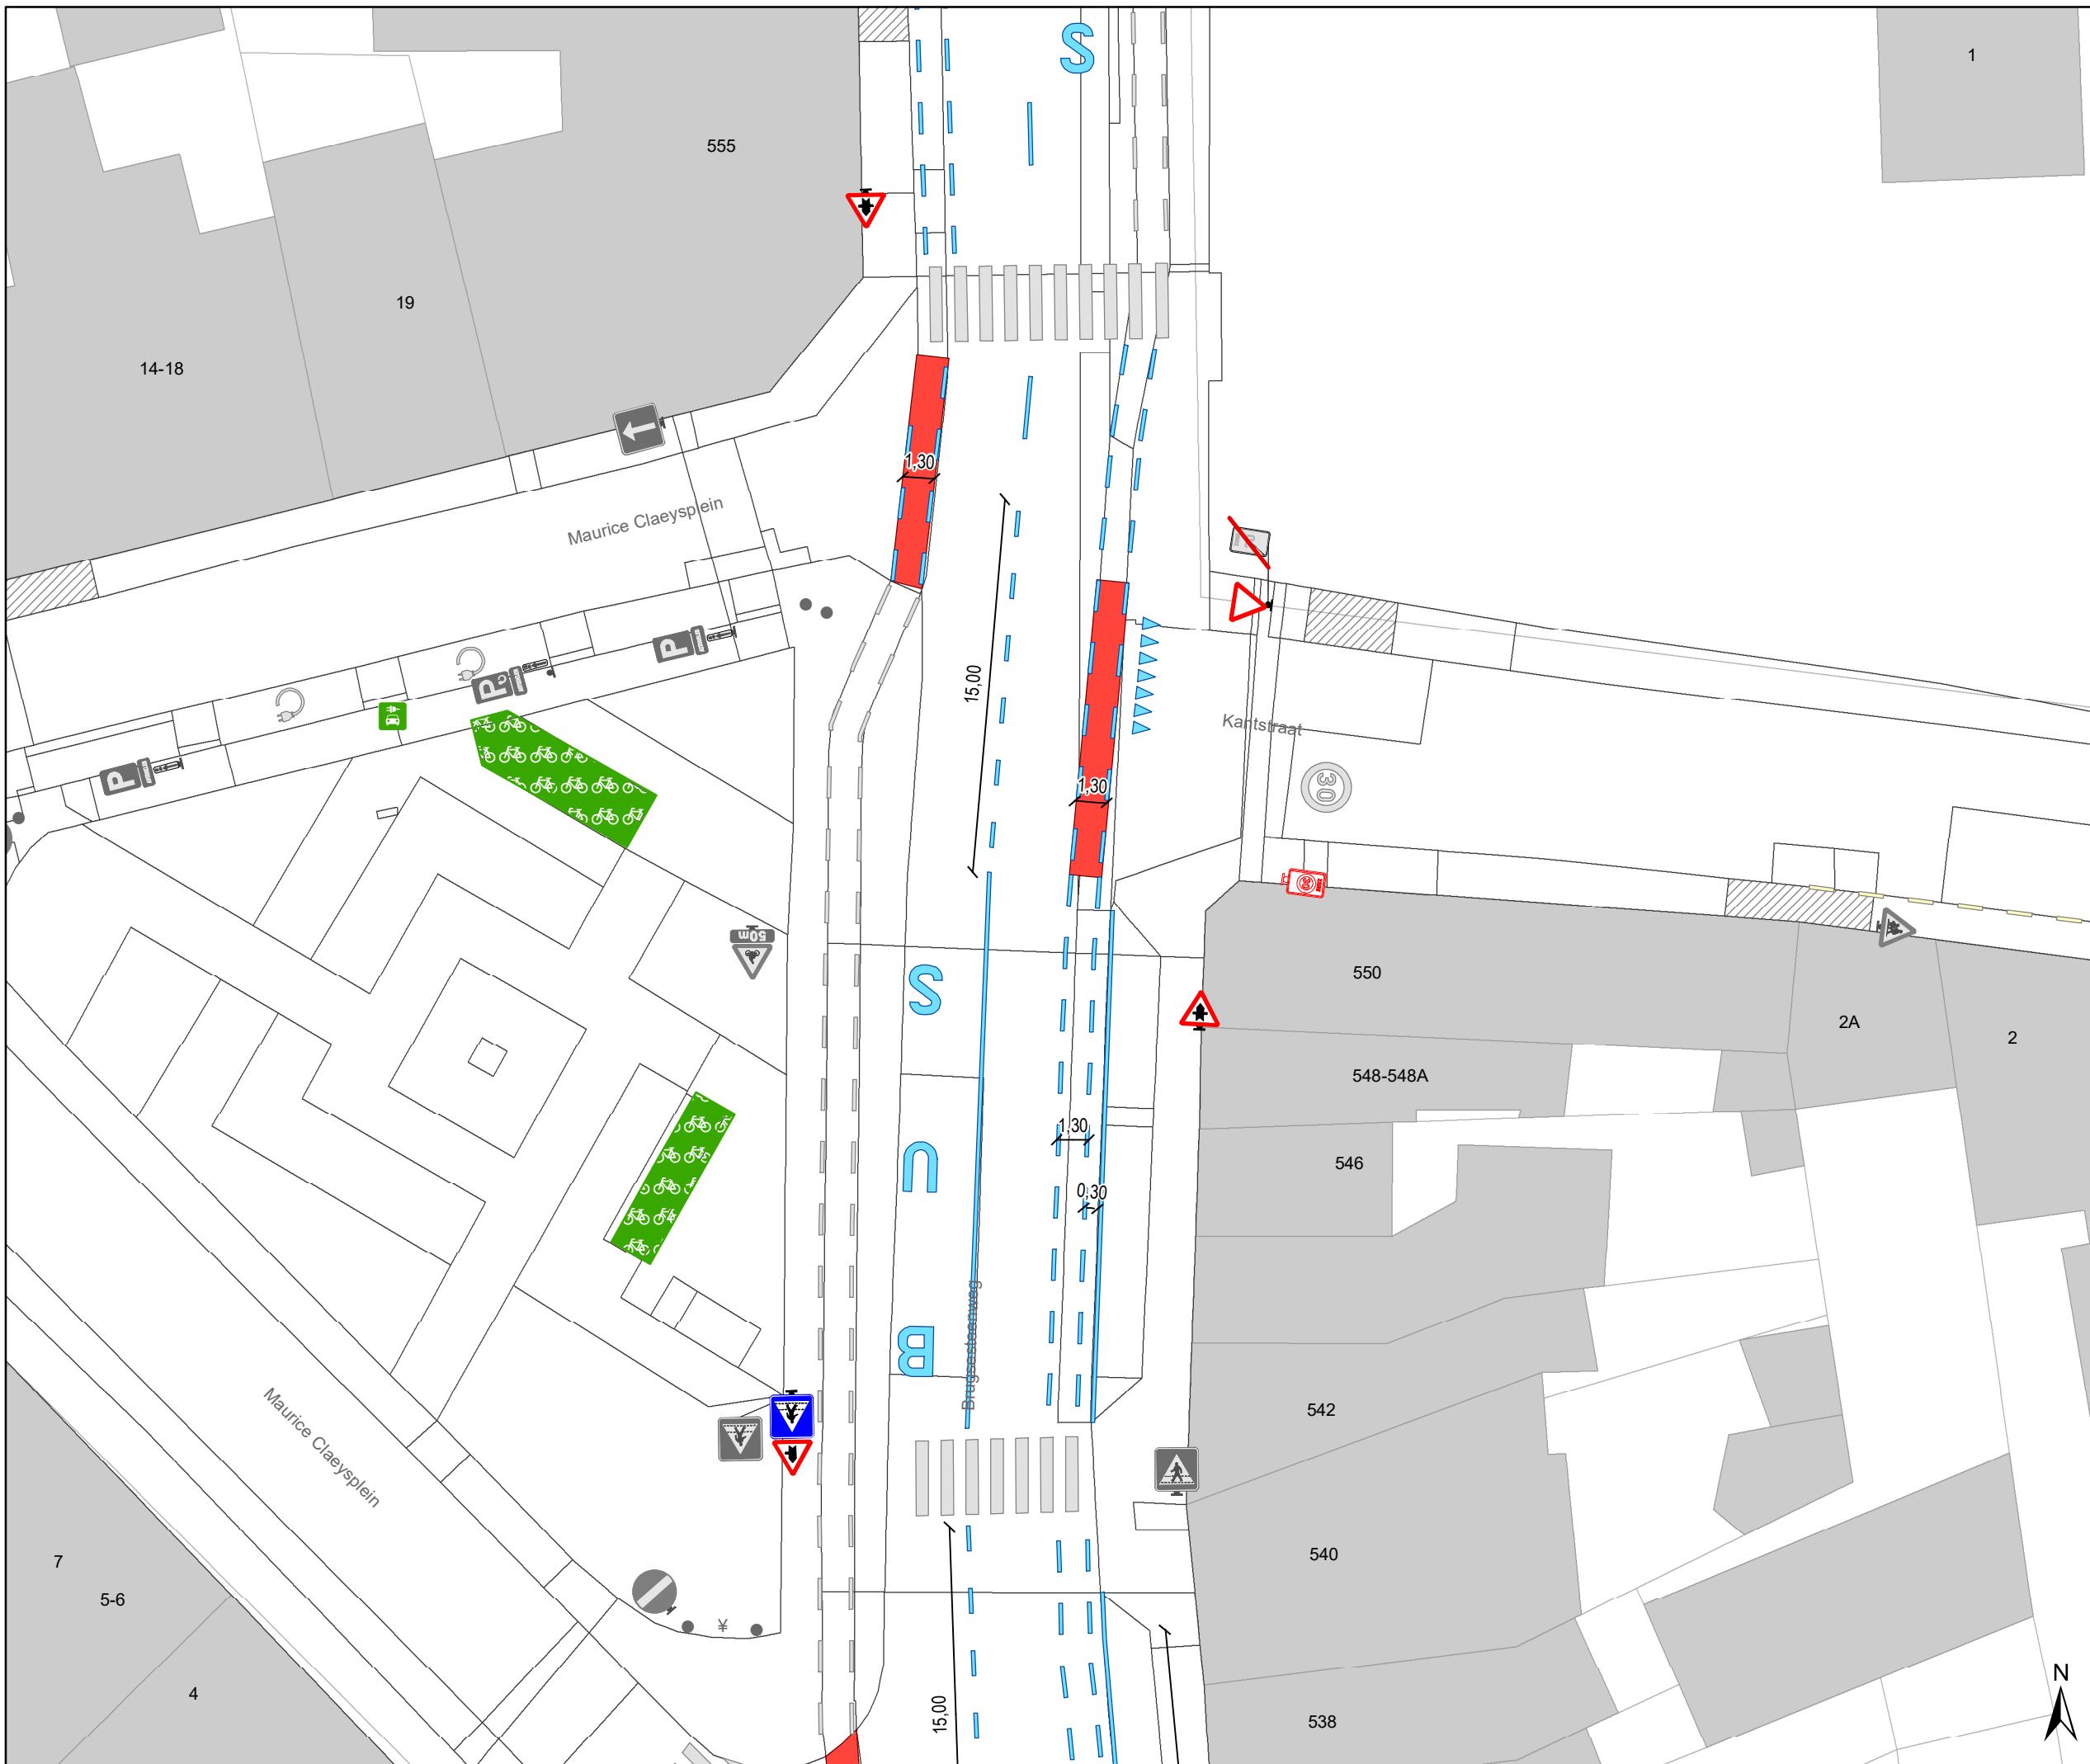 S
1
555
19
14-18
1,30
Maurice Claeysplein
15,00
P
P
P
Kantstraat
1,30
30
30
50m
550
S
2A
2
548-548A
1,30
546
U
0,30
B
Brugsesteenweg
542
Maurice Claeysplein
540
7
5-6
¥
4
15,00
538
N